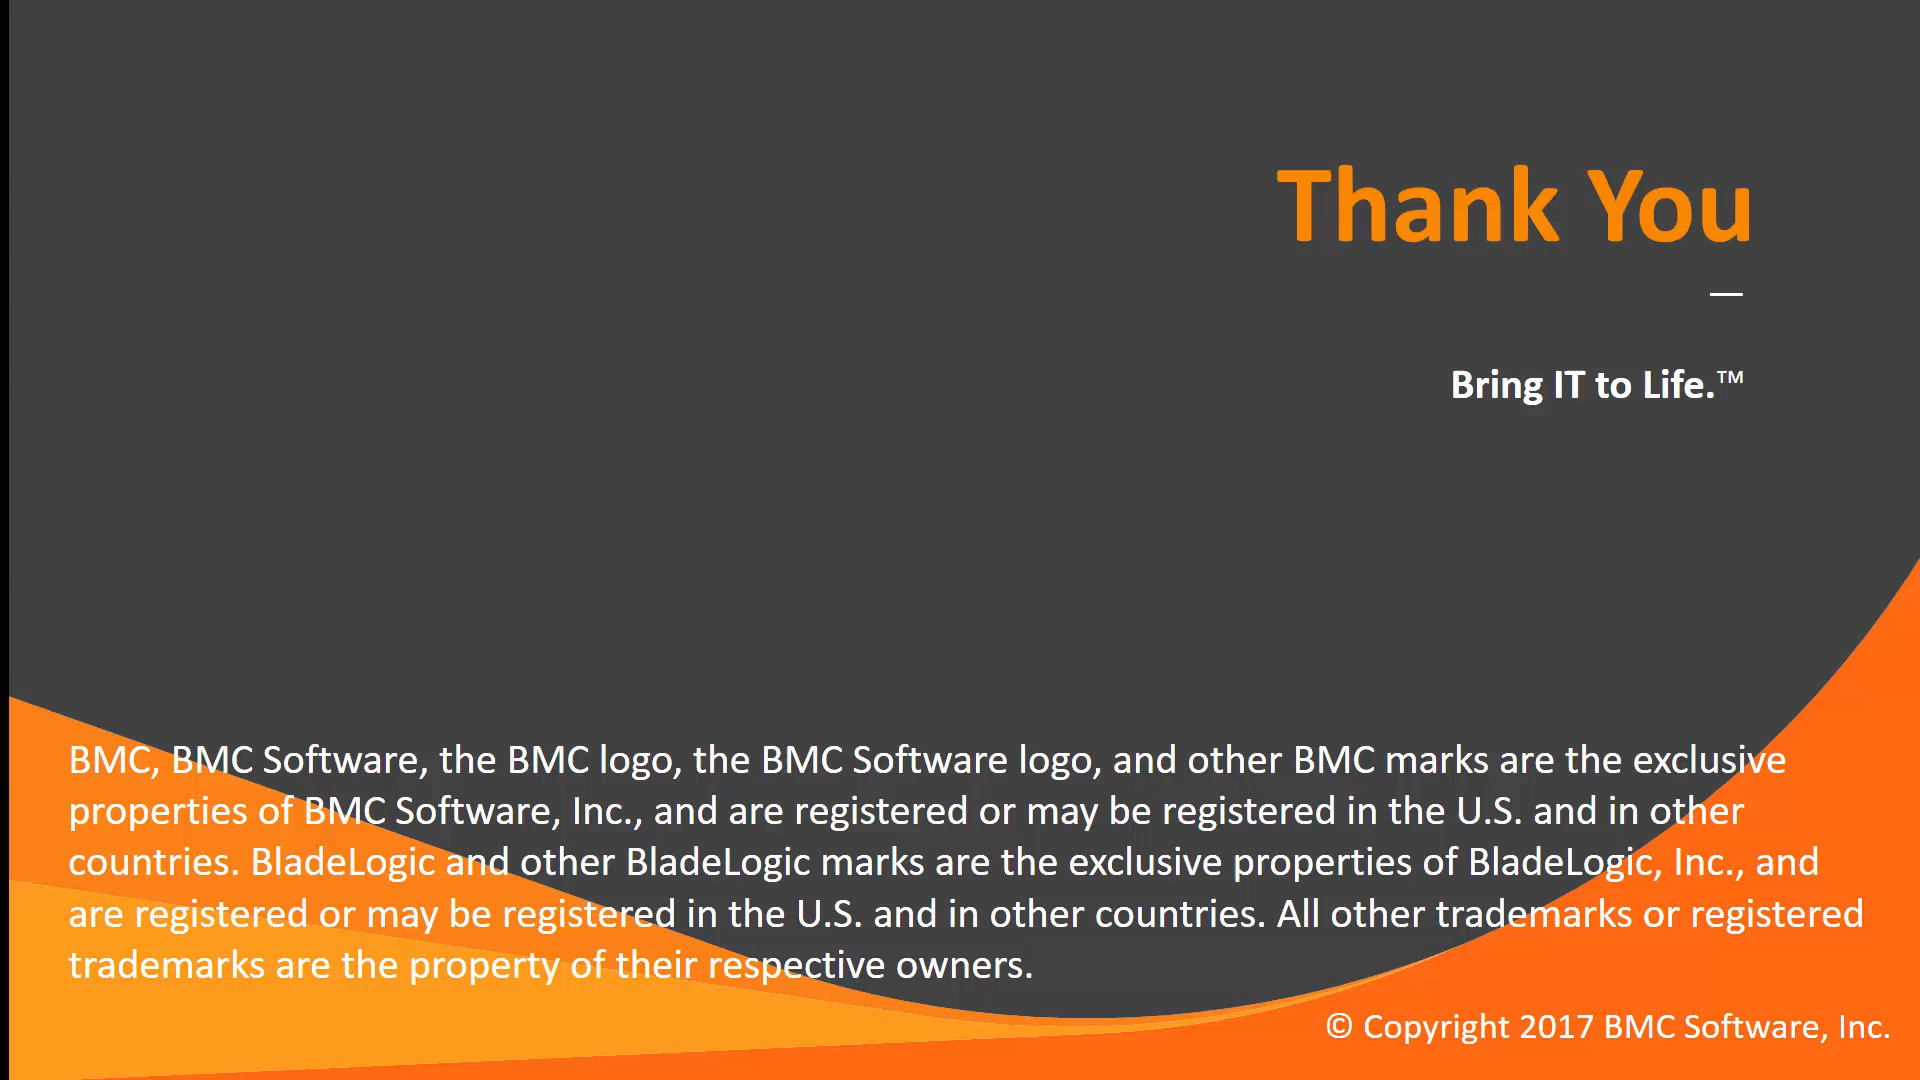 Thank You
Bring IT to Life.™
BMC, BMC Software, the BMC logo, the BMC Software logo, and other BMC marks are the exclusive
properties of BMC Software, Inc., and are registered or may be registered in the U.S. and in other
countries. BladeLogic and other BladeLogic marks are the exclusive properties of BladeLogic, Inc., and
are registered or may be registered in the U.S. and in other countries. All other trademarks or registered
trademarks are the property of their respective owners.
© Copyright 2017 BMC Software, Inc.